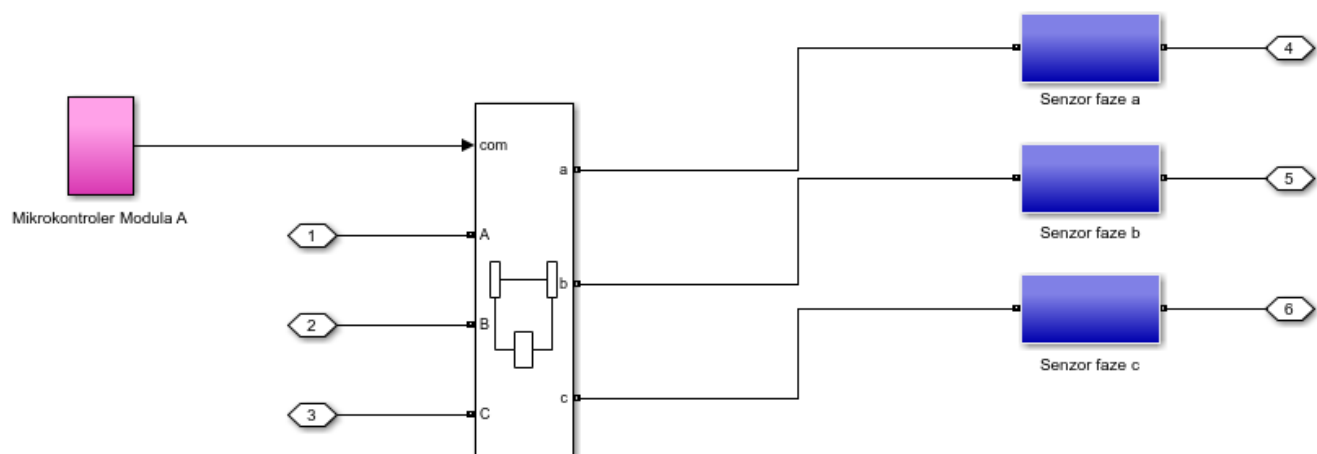 4
Senzor faze a
com
a
Mikrokontroler Modula A
5
1
A
Senzor faze b
b
2
B
6
Senzor faze c
c
3
C